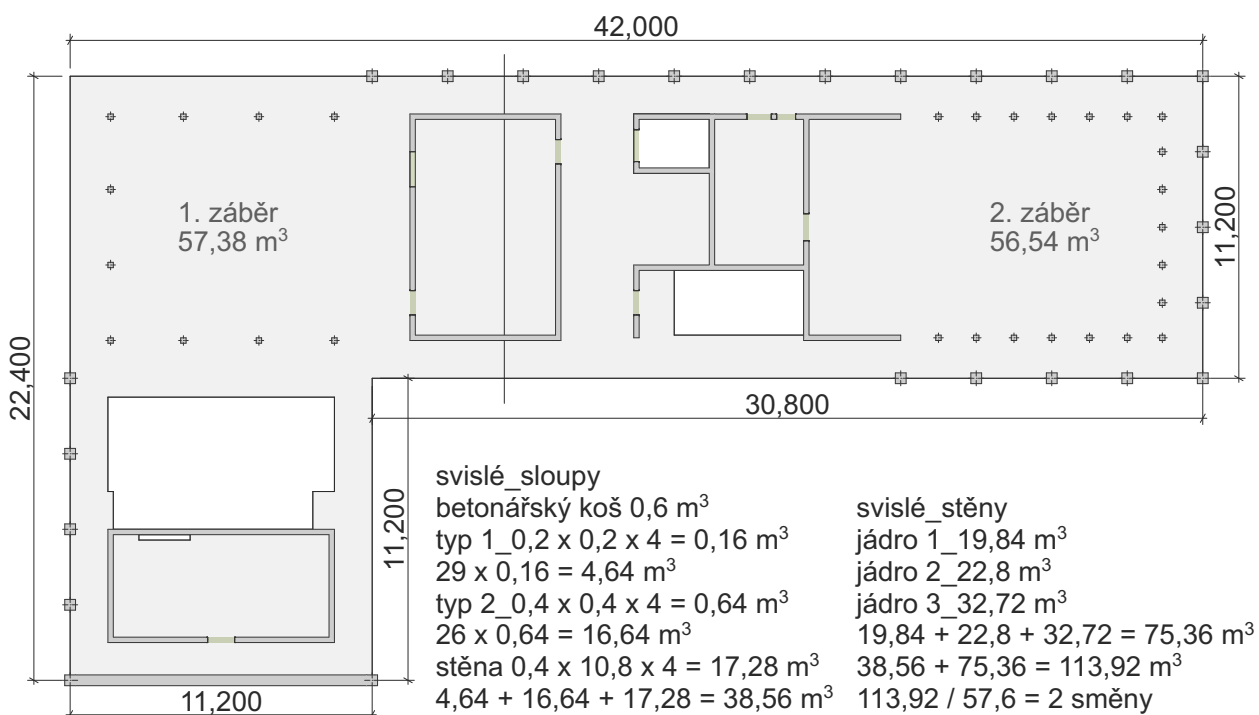 42,000
1. záběr
57,38 m³
2. záběr
56,54 m³
11,200
22,400
30,800
11,200
11,200
svislé_sloupy
betonářský koš 0,6 m³
typ 1_0,2 x 0,2 x 4 = 0,16 m³
29 x 0,16 = 4,64 m³
typ 2_0,4 x 0,4 x 4 = 0,64 m³
26 x 0,64 = 16,64 m³
stěna 0,4 x 10,8 x 4 = 17,28 m³
4,64 + 16,64 + 17,28 = 38,56 m³
svislé_stěny
jádro 1_19,84 m³
jádro 2_22,8 m³
jádro 3_32,72 m³
19,84 + 22,8 + 32,72 = 75,36 m³
38,56 + 75,36 = 113,92 m³
113,92 / 57,6 = 2 směny